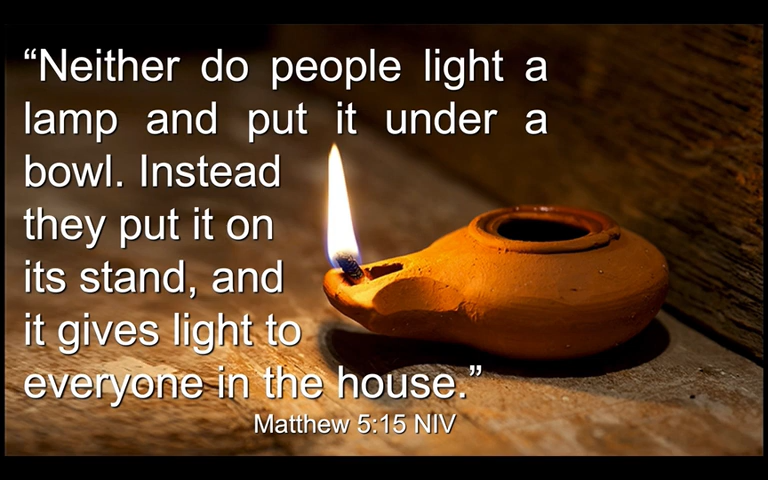 “Neither do people light a
lamp and put it under a
bowl. Instead
they put it on
its stand, and
it gives light to
everyone in the house.”
Matthew 5:15 NIV